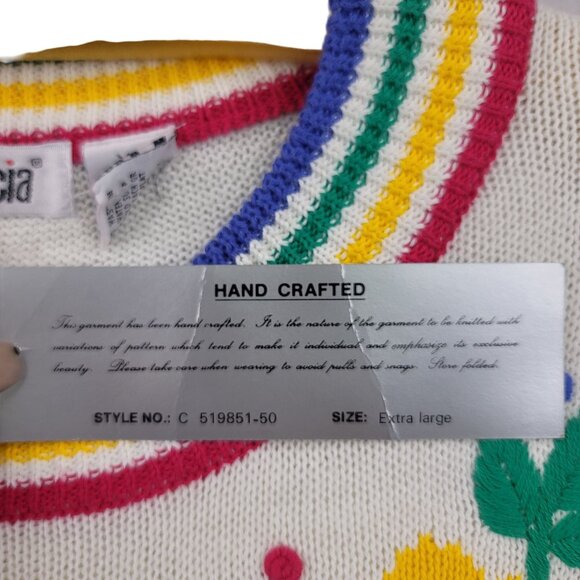 cia®
HAND CRAFTED
This garment has been hand crafted. It is the nature of the garment to be knitted with
variations of pattern which tend to make it individual and emphasize its exclusive
beauty. Please take care when wearing to avoid pulls and snags. Store folded.
STYLE NO.: C 519851-50 SIZE: Extra large